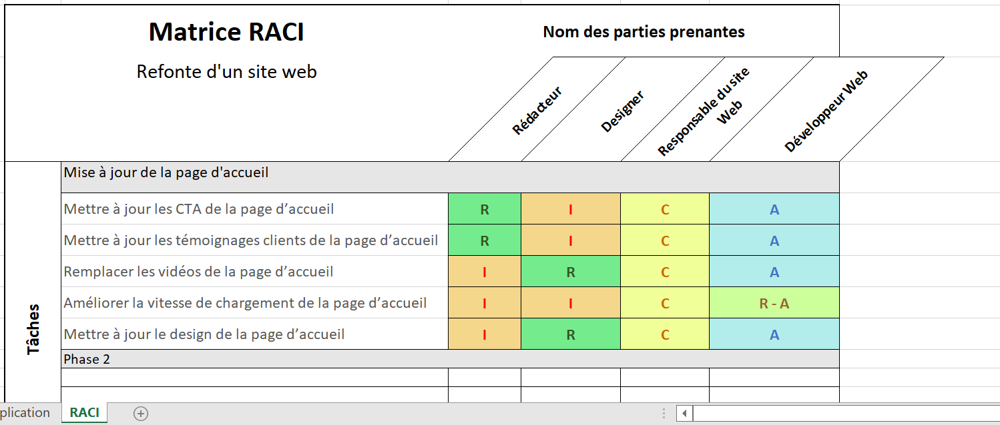 Matrice RACI
Nom des parties prenantes
Refonte d'un site web
Rédacteur
Designer
Responsable du site
Web
Développeur Web
Tâches
Mise à jour de la page d'accueil
Mettre à jour les CTA de la page d’accueil R I C A
Mettre à jour les témoignages clients de la page d’accueil R I C A
Remplacer les vidéos de la page d’accueil I R C A
Améliorer la vitesse de chargement de la page d’accueil I I C R - A
Mettre à jour le design de la page d’accueil I R C A
Phase 2
plication RACI